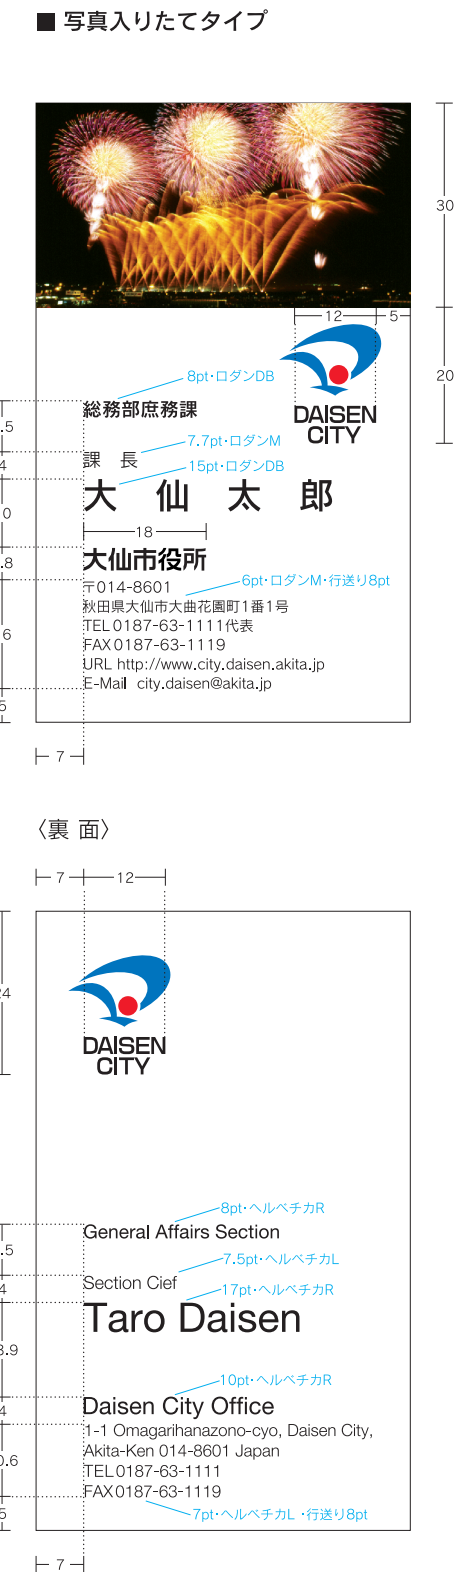 ■ 写真入りたてタイプ
30
12
5
20
8pt・ロダンDB
総務部庶務課
DAISEN
CITY
.5
7.7pt・ロダンM
課 長
4
15pt・ロダンDB
大 仙 太 郎
0
18
大仙市役所
.8
〒014-8601
6pt・ロダンM・行送り8pt
秋田県大仙市大曲花園町1番1号
TEL 0187-63-1111代表
6
FAX 0187-63-1119
URL http://www.city.daisen.akita.jp
E-Mail city.daisen@akita.jp
5
7
〈裏 面〉
7
12
24
DAISEN
CITY
8pt・ヘルベチカR
General Affairs Section
.5
7.5pt・ヘルベチカL
Section Cief
4
17pt・ヘルベチカR
Taro Daisen
3.9
10pt・ヘルベチカR
Daisen City Office
4
1-1 Omagarihanazono-cyo, Daisen City,
Akita-Ken 014-8601 Japan
0.6
TEL 0187-63-1111
FAX 0187-63-1119
5
7pt・ヘルベチカL・行送り8pt
7